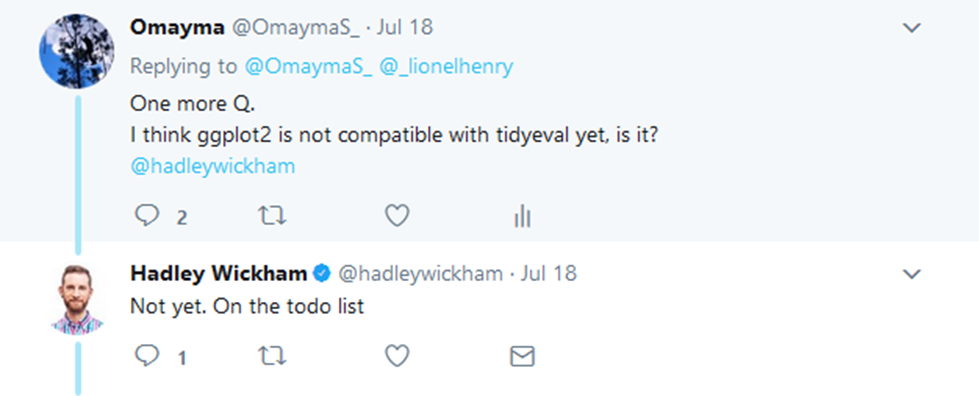 Omayma @OmaymaS_ · Jul 18
Replying to @OmaymaS_ @_lionelhenry
One more Q.
I think ggplot2 is not compatible with tidyeval yet, is it?
@hadleywickham
2
Hadley Wickham @hadleywickham · Jul 18
Not yet. On the todo list
1